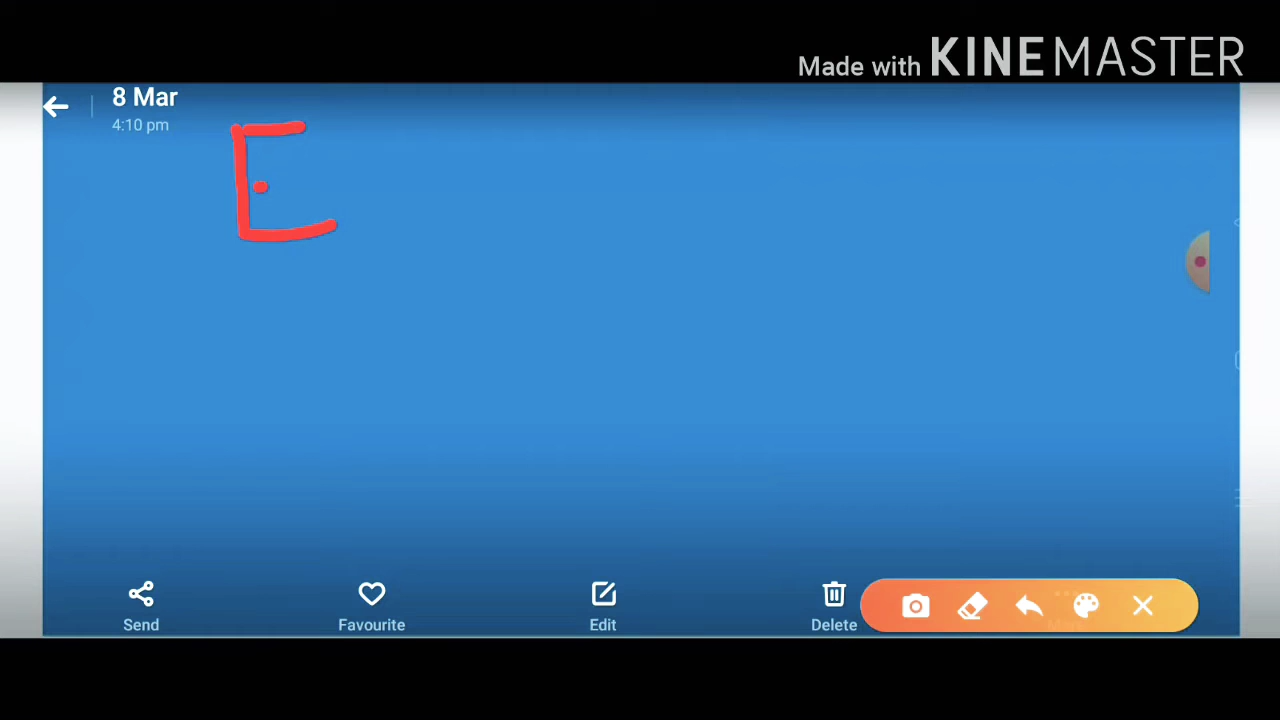 Made with KINEMASTER
8 Mar
4:10 pm
E
Send
Favourite
Edit
Delete